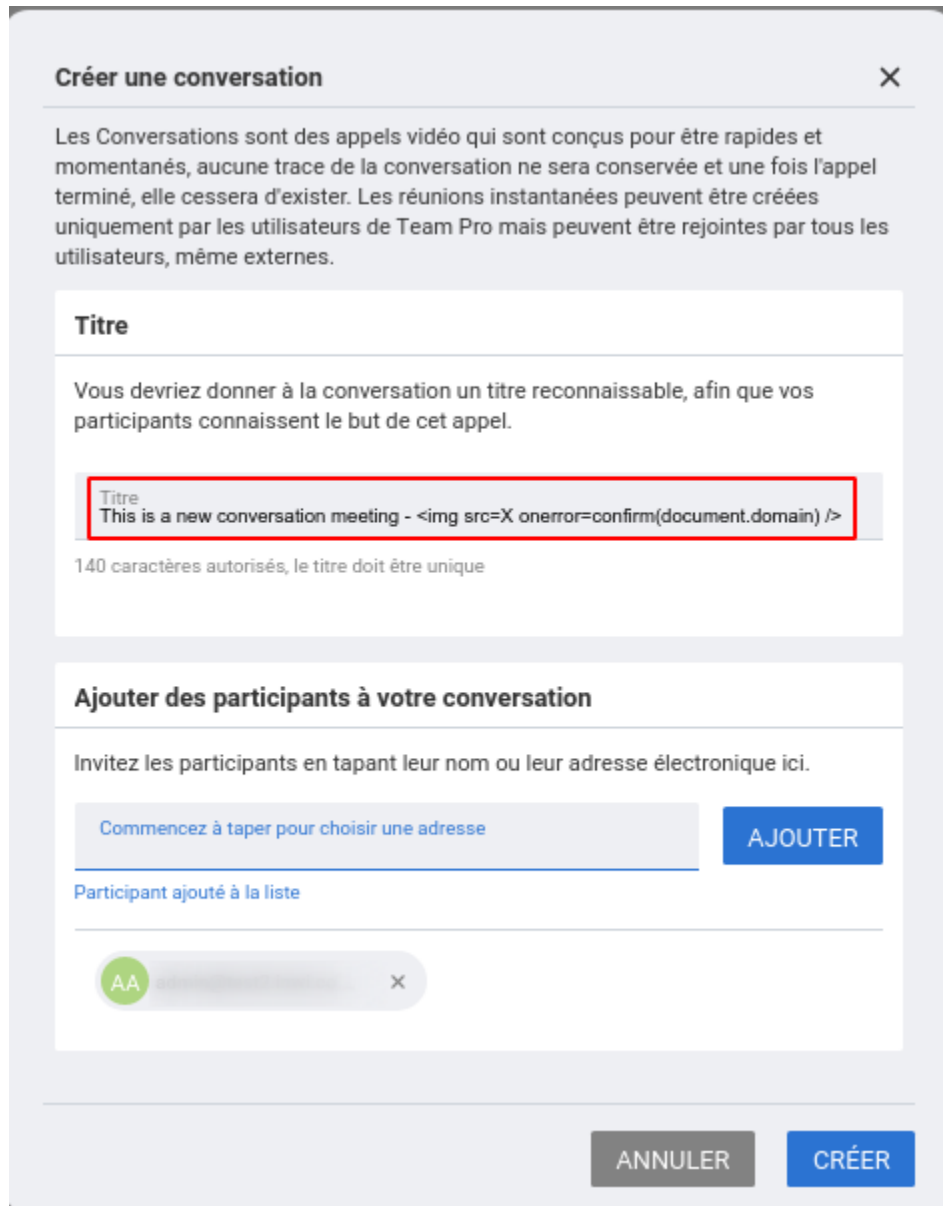 Créer une conversation
Les Conversations sont des appels vidéo qui sont conçus pour être rapides et
momentanés, aucune trace de la conversation ne sera conservée et une fois l'appel
terminé, elle cessera d'exister. Les réunions instantanées peuvent être créées
uniquement par les utilisateurs de Team Pro mais peuvent être rejointes par tous les
utilisateurs, même externes.
Titre
Vous devriez donner à la conversation un titre reconnaissable, afin que vos
participants connaissent le but de cet appel.
Titre
This is a new conversation meeting - <img src=X onerror=confirm(document.domain) />
140 caractères autorisés, le titre doit être unique
Ajouter des participants à votre conversation
Invitez les participants en tapant leur nom ou leur adresse électronique ici.
Commencez à taper pour choisir une adresse
AJOUTER
Participant ajouté à la liste
AA
ANNULER
CRÉER